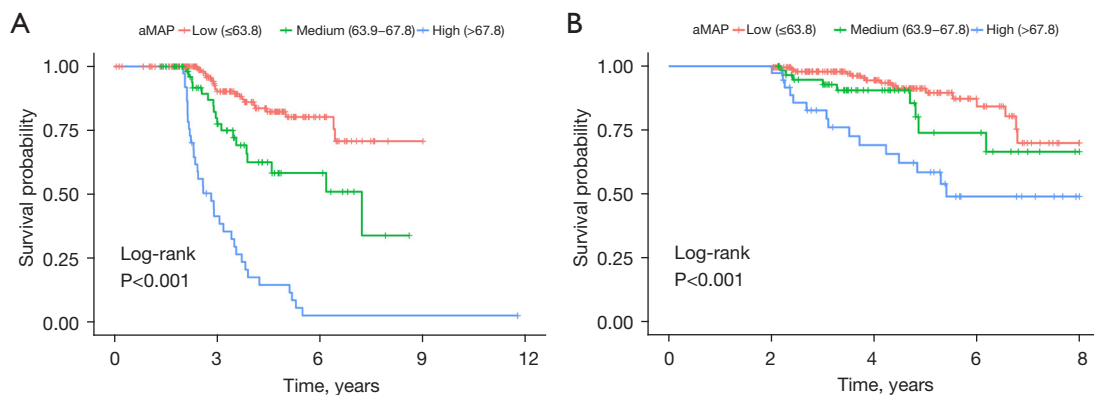 A
aMAP Low (≤63.8) Medium (63.9–67.8) High (>67.8)
1.00
0.75
0.50
0.25
0.00
Survival probability
Log-rank
P<0.001
0 3 6 9 12
Time, years
B
aMAP Low (≤63.8) Medium (63.9–67.8) High (>67.8)
1.00
0.75
0.50
0.25
0.00
Survival probability
Log-rank
P<0.001
0 2 4 6 8
Time, years